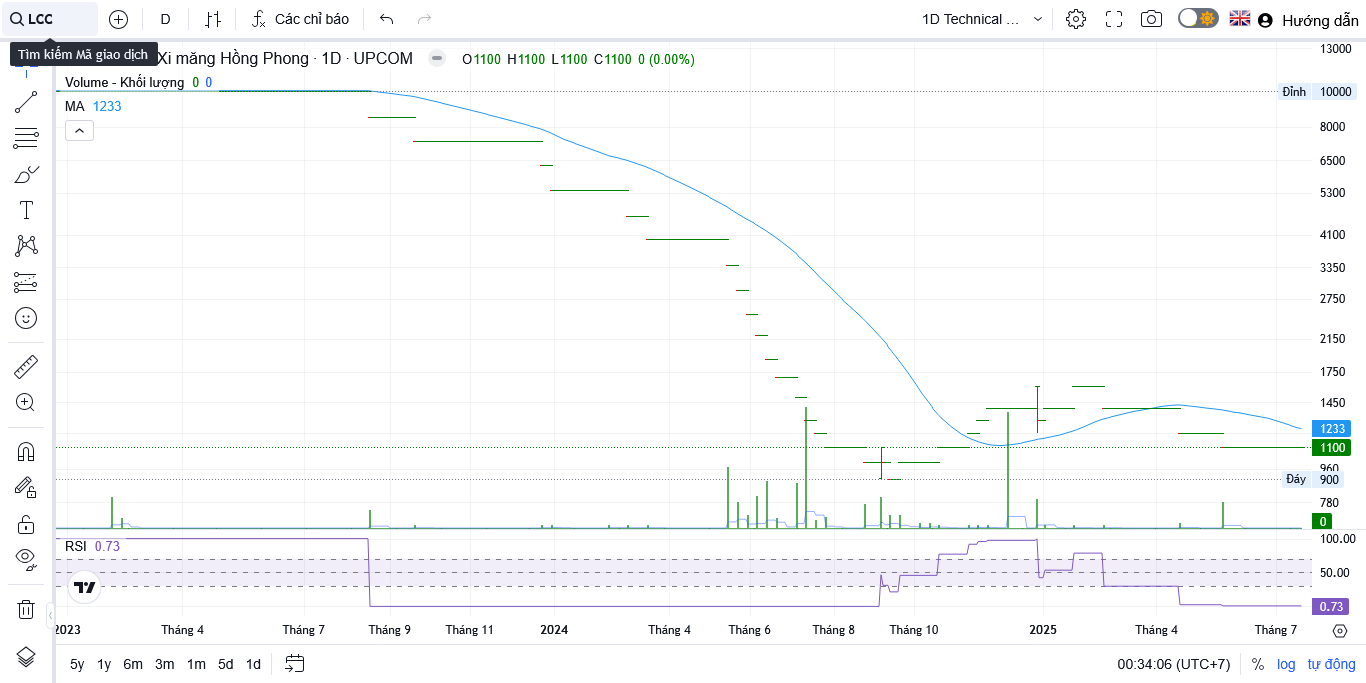 LCC
D
Các chỉ báo
1D Technical ...
Hướng dẫn
Tìm kiếm Mã giao dịch
Xi măng Hồng Phong · 1D · UPCOM
O1100 H1100 L1100 C1100 0 (0.00%)
Volume - Khối lượng 0 0
MA 1233
13000
Đỉnh 10000
8000
6500
5300
4100
3350
2750
2150
1750
1450
1233
1100
960
Đáy 900
780
0
RSI 0.73
100.00
50.00
0.73
2023 Tháng 4 Tháng 7 Tháng 9 Tháng 11 2024 Tháng 4 Tháng 6 Tháng 8 Tháng 10 2025 Tháng 4 Tháng 7
5y 1y 6m 3m 1m 5d 1d
00:34:06 (UTC+7) % log tự động